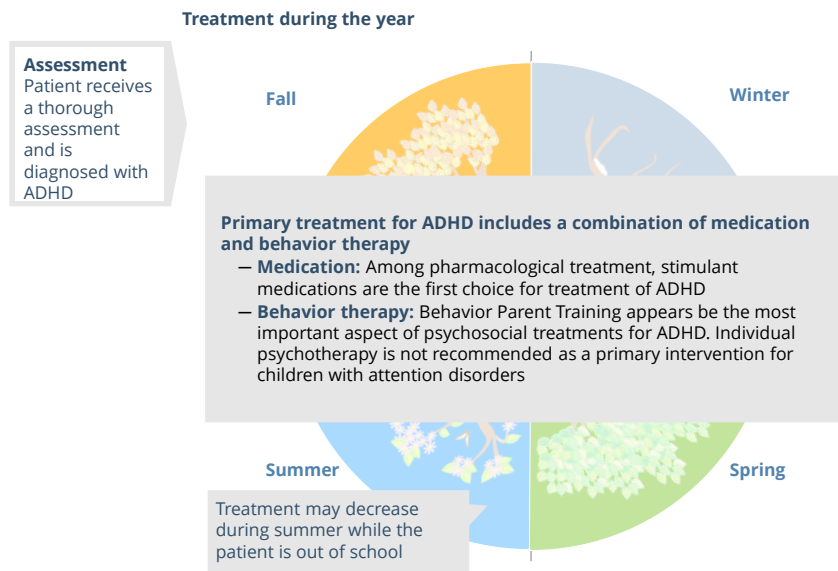 Treatment during the year
Assessment
Patient receives
a thorough
assessment
and is
diagnosed with
ADHD
Fall
Winter
Primary treatment for ADHD includes a combination of medication
and behavior therapy
— Medication: Among pharmacological treatment, stimulant
medications are the first choice for treatment of ADHD
— Behavior therapy: Behavior Parent Training appears be the most
important aspect of psychosocial treatments for ADHD. Individual
psychotherapy is not recommended as a primary intervention for
children with attention disorders
Summer
Spring
Treatment may decrease
during summer while the
patient is out of school